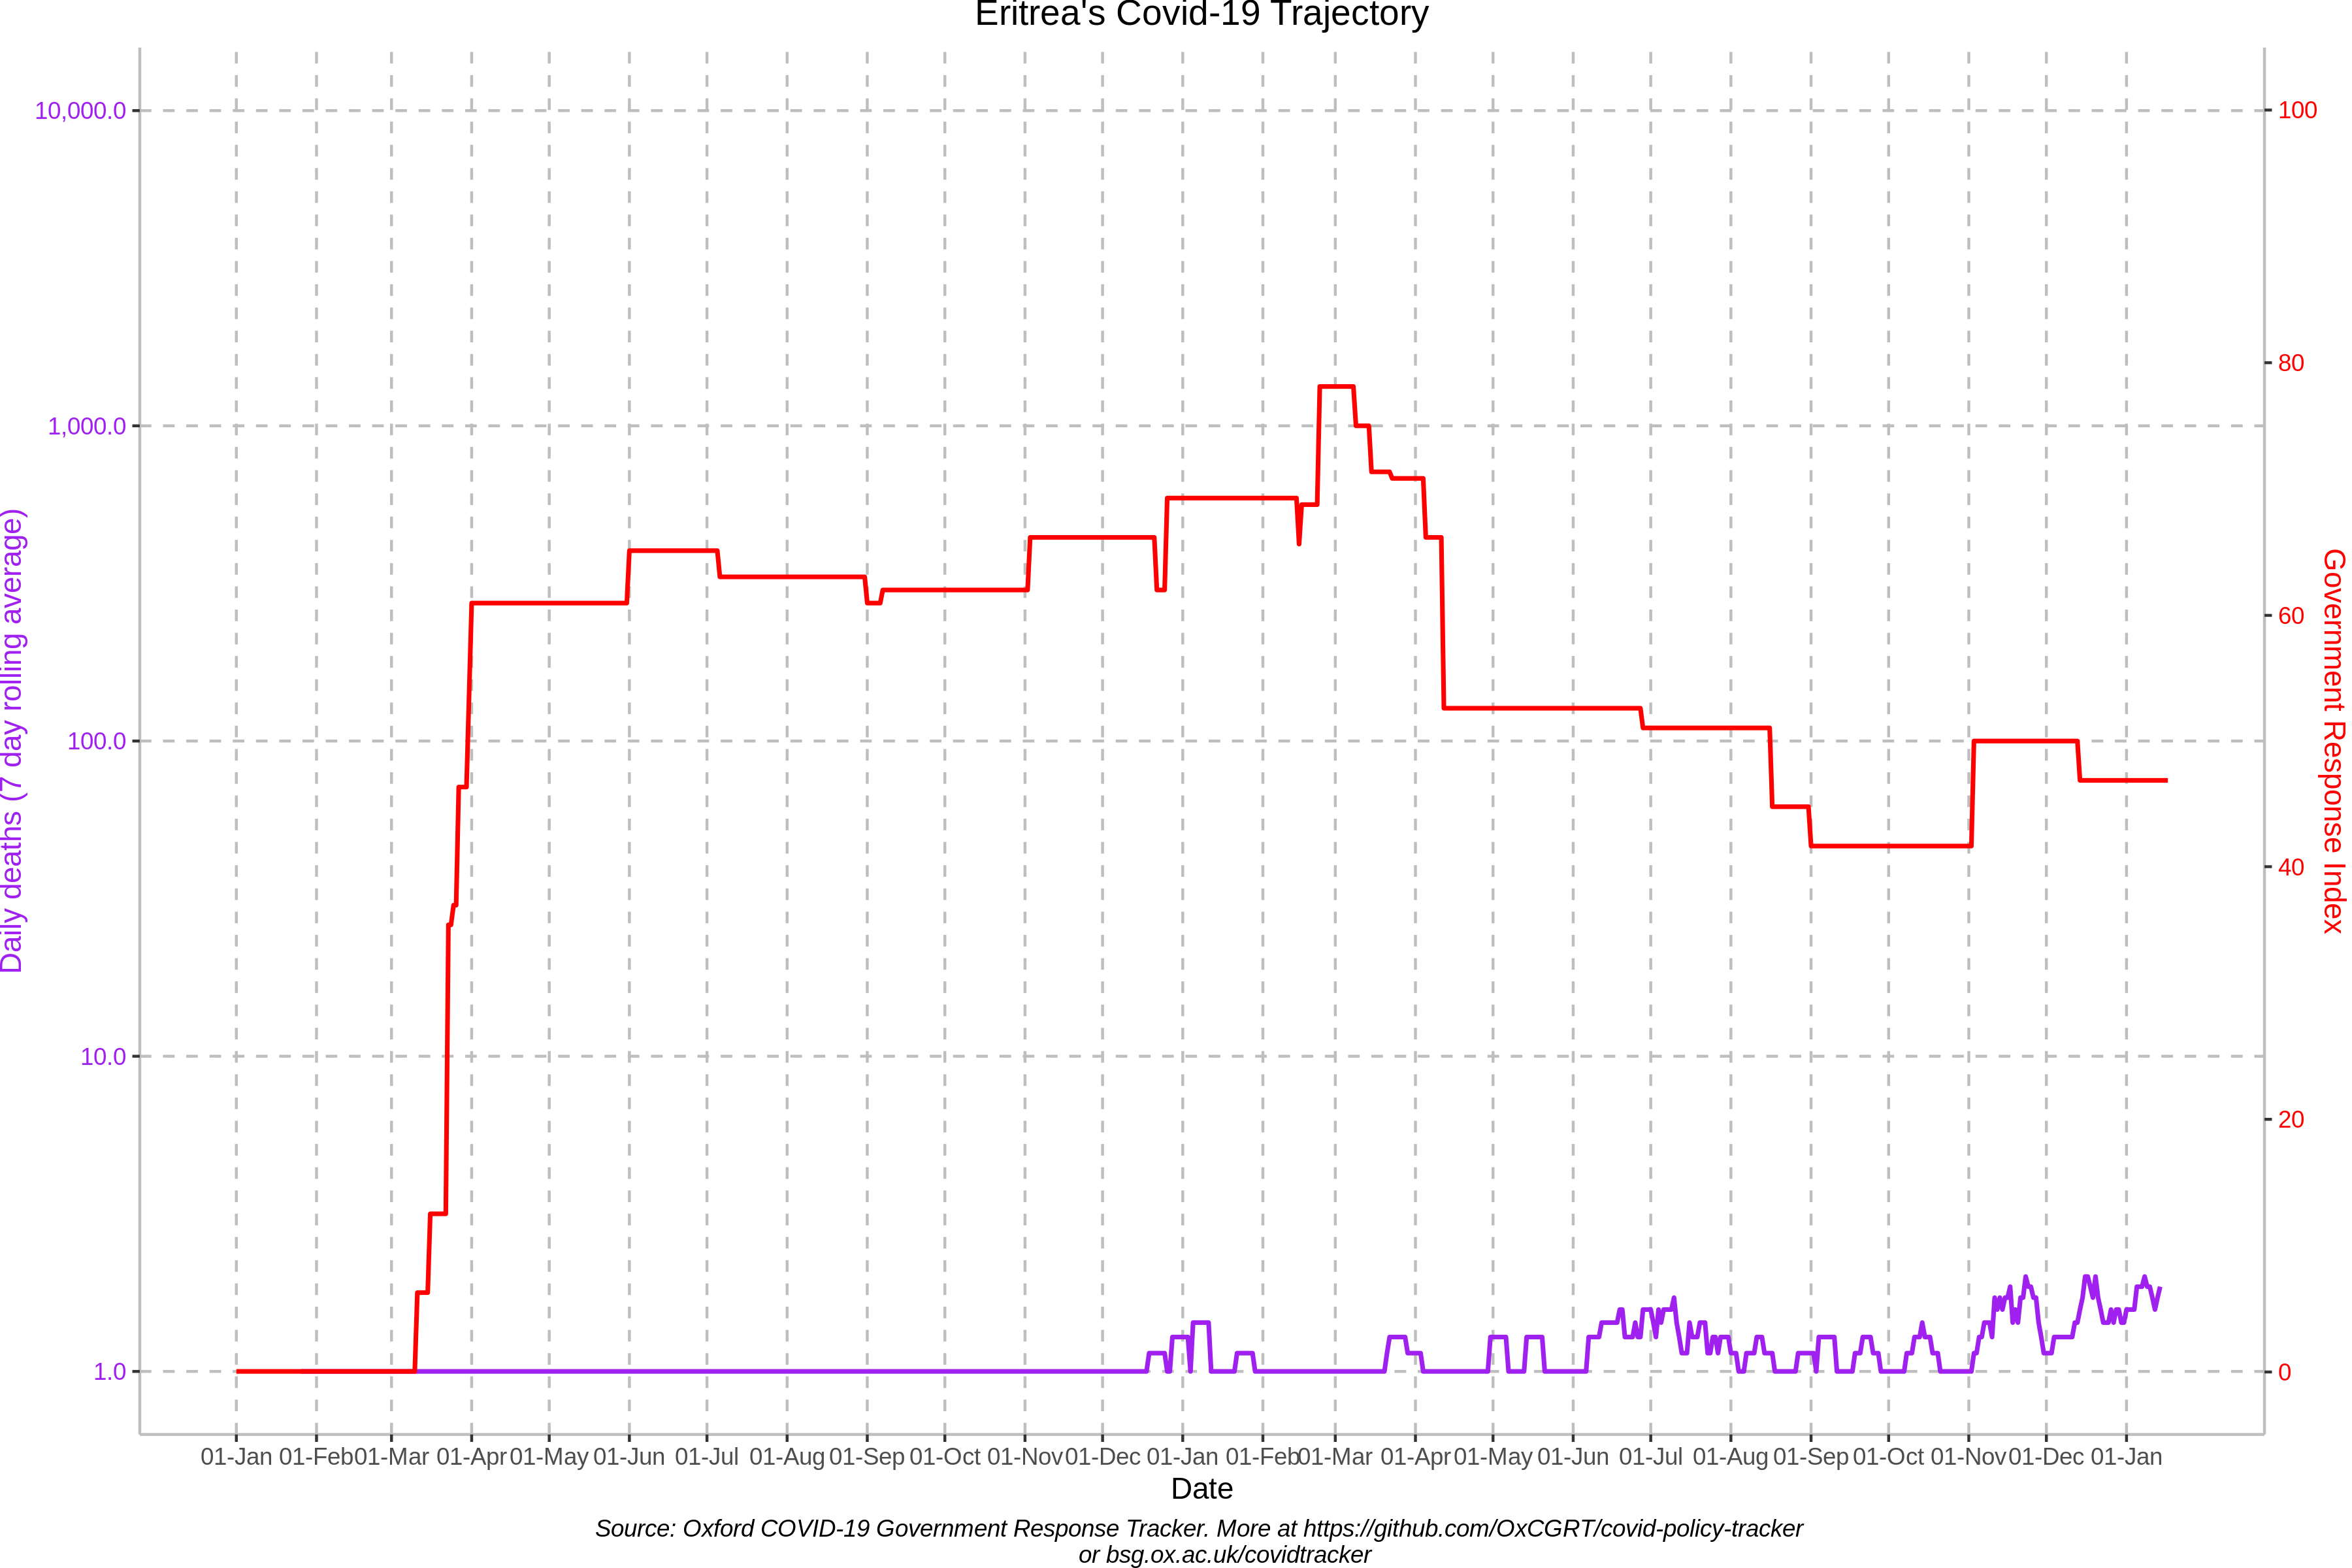 Eritrea's Covid-19 Trajectory
Daily deaths (7 day rolling average)
10,000.0
1,000.0
100.0
10.0
1.0
100
80
60
40
20
0
Government Response Index
01-Jan 01-Feb 01-Mar 01-Apr 01-May 01-Jun 01-Jul 01-Aug 01-Sep 01-Oct 01-Nov 01-Dec 01-Jan 01-Feb 01-Mar 01-Apr 01-May 01-Jun 01-Jul 01-Aug 01-Sep 01-Oct 01-Nov 01-Dec 01-Jan
Date
Source: Oxford COVID-19 Government Response Tracker. More at https://github.com/OxCGRT/covid-policy-tracker
or bsg.ox.ac.uk/covidtracker